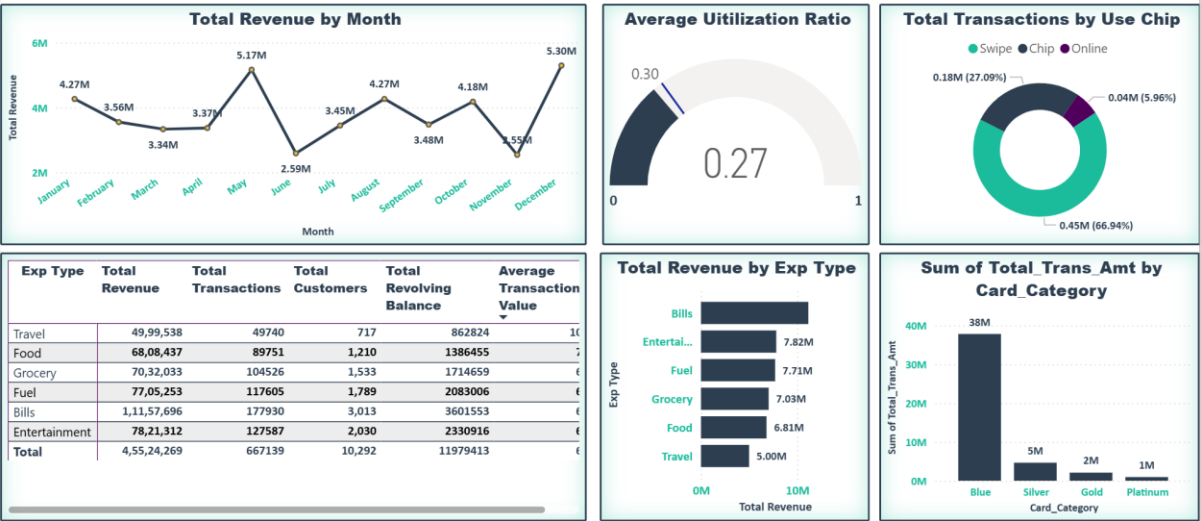 Total Revenue by Month
6M
4M
2M
Total Revenue
4.27M
3.56M
3.34M
3.37M
5.17M
2.59M
3.45M
4.27M
3.48M
4.18M
2.55M
5.30M
January
February
March
April
May
June
July
August
September
October
November
December
Month
Average Uitilization Ratio
0.30
0.27
0
1
Total Transactions by Use Chip
Swipe Chip Online
0.18M (27.09%)
0.04M (5.96%)
0.45M (66.94%)
Exp Type Total Revenue Total Transactions Total Customers Total Revolving Balance Average Transaction Value
Travel 49,99,538 49740 717 862824 10
Food 68,08,437 89751 1,210 1386455
Grocery 70,32,033 104526 1,533 1714659
Fuel 77,05,253 117605 1,789 2083006
Bills 1,11,57,696 177930 3,013 3601553
Entertainment 78,21,312 127587 2,030 2330916
Total 4,55,24,269 667139 10,292 11979413
Total Revenue by Exp Type
Exp Type
Bills
Entertai... 7.82M
Fuel 7.71M
Grocery 7.03M
Food 6.81M
Travel 5.00M
0M 10M
Total Revenue
Sum of Total_Trans_Amt by
Card_Category
Sum of Total_Trans_Amt
40M
30M
20M
10M
0M
38M
5M
2M
1M
Blue Silver Gold Platinum
Card_Category